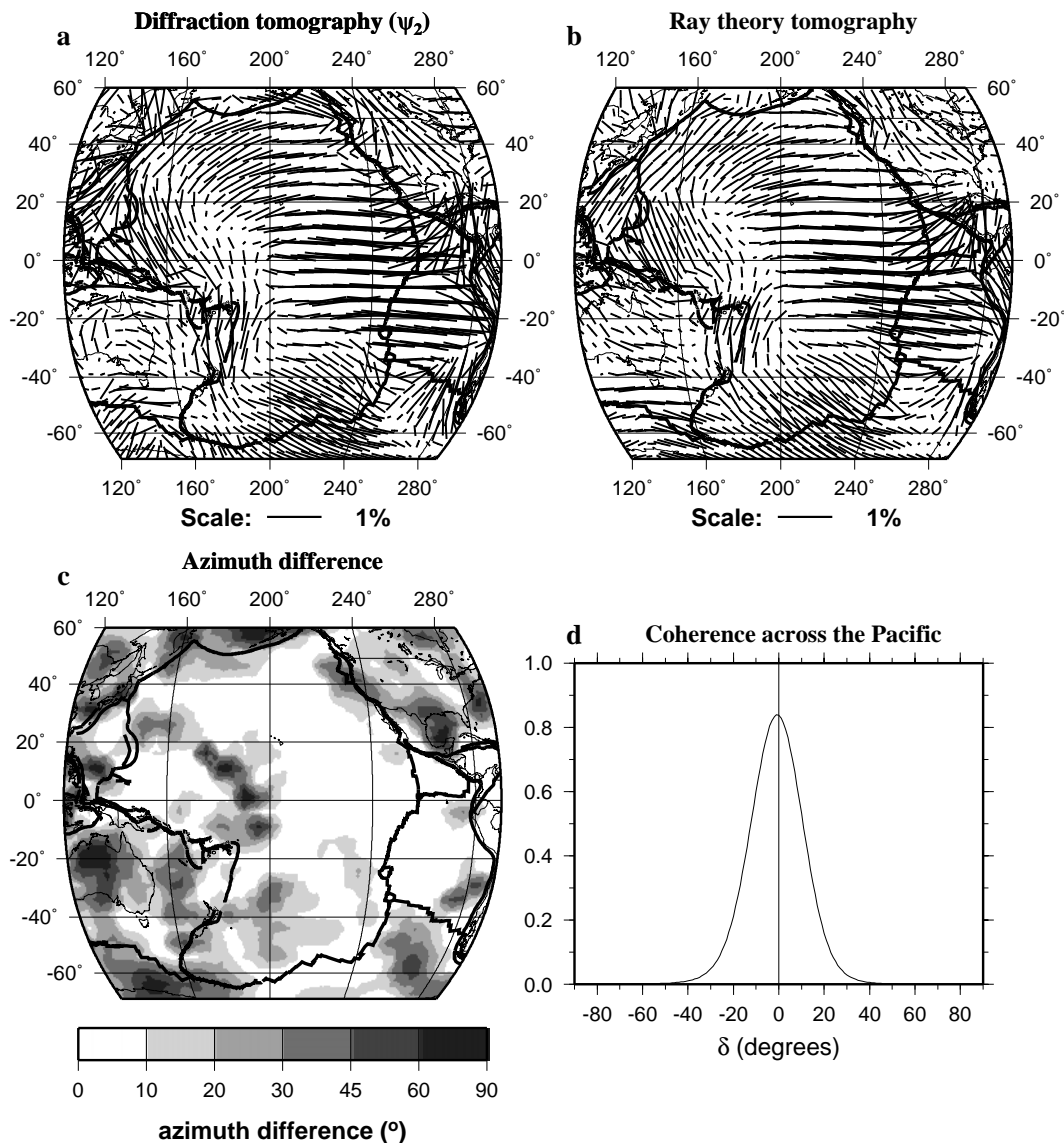 Diffraction tomography (ψ2)
a
120˚ 160˚ 200˚ 240˚ 280˚
60˚
40˚ 40˚
20˚ 20˚
0˚ 0˚
-20˚ -20˚
-40˚ -40˚
-60˚ -60˚
120˚ 160˚ 200˚ 240˚ 280˚
Scale: 1%
Ray theory tomography
b
120˚ 160˚ 200˚ 240˚ 280˚
60˚
40˚ 40˚
20˚ 20˚
0˚ 0˚
-20˚ -20˚
-40˚ -40˚
-60˚ -60˚
120˚ 160˚ 200˚ 240˚ 280˚
Scale: 1%
Azimuth difference
c
120˚ 160˚ 200˚ 240˚ 280˚
60˚
40˚
20˚
0˚
-20˚
-40˚
-60˚
0 10 20 30 45 60 90
azimuth difference (º)
d Coherence across the Pacific
1.0
0.8
0.6
0.4
0.2
0.0
-80 -60 -40 -20 0 20 40 60 80
δ (degrees)